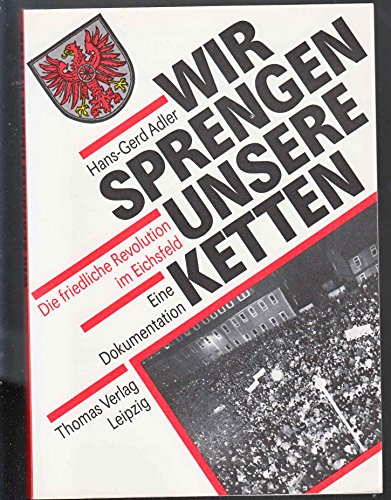 Hans-Gerd Adler
WIR
SPRENGEN
UNSERE
KETTEN
Die friedliche Revolution
im Eichsfeld
Eine
Dokumentation
Thomas Verlag
Leipzig